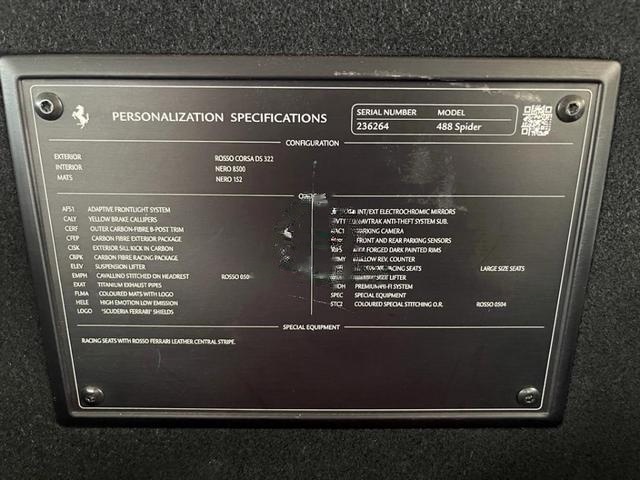 PERSONALIZATION SPECIFICATIONS
SERIAL NUMBER MODEL
236264 488 Spider
CONFIGURATION
EXTERIOR ROSSO CORSA DS 322
INTERIOR NERO 8500
MATS NERO 152
AFS1 ADAPTIVE FRONTLIGHT SYSTEM
CALY YELLOW BRAKE CALLIPERS
CERF OUTER CARBON-FIBRE B-POST TRIM
CFEP CARBON FIBRE EXTERIOR PACKAGE
CISK EXTERIOR SILL KICK IN CARBON
CRPK CARBON FIBRE RACING PACKAGE
ELEV SUSPENSION LIFTER
EMPH CAVALLINO STITCHED ON HEADREST ROSSO 050
EXAT TITANIUM EXHAUST PIPES
FLMA COLOURED MATS WITH LOGO
HELE HIGH EMOTION LOW EMISSION
LOGO "SCUDERIA FERRARI" SHIELDS
INT/EXT ELECTROCHROMIC MIRRORS
ANTI-THEFT SYSTEM SUB.
CAMERA
FRONT AND REAR PARKING SENSORS
FORGED DARK PAINTED RIMS
REV. COUNTER
SEATS LARGE SIZE SEATS
LIFTER
PREMIUM HI-FI SYSTEM
SPEC SPECIAL EQUIPMENT
STC2 COLOURED SPECIAL STITCHING O.R. ROSSO 0504
SPECIAL EQUIPMENT
RACING SEATS WITH ROSSO FERRARI LEATHER CENTRAL STRIPE.